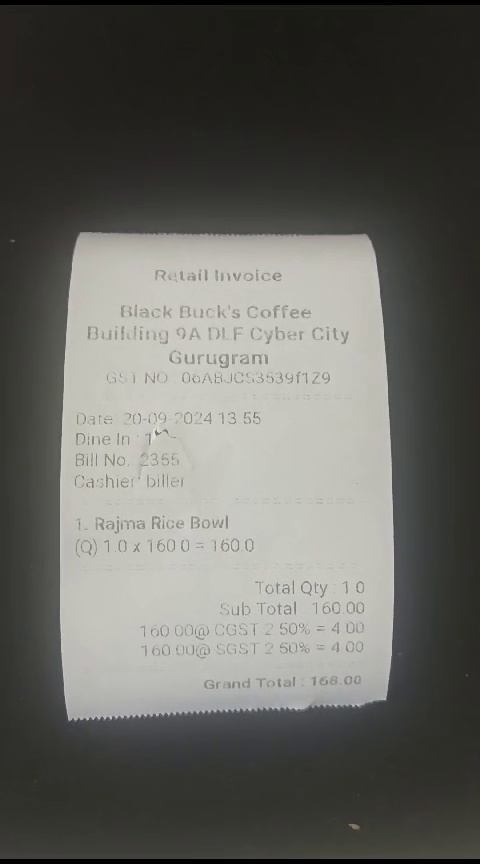 Retail Invoice
Black Buck's Coffee
Building 9A DLF Cyber City
Gurugram
GST NO 06ABJCS3539f1Z9
Date 20-09-2024 13 55
Dine In : 1
Bill No. 2355
Cashier biller
1. Rajma Rice Bowl
(Q) 1.0 x 160 0 = 160.0
Total Qty : 1 0
Sub Total 160.00
160 00@ CGST 2 50% = 4 00
160 00@ SGST 2 50% = 4 00
Grand Total : 168.00